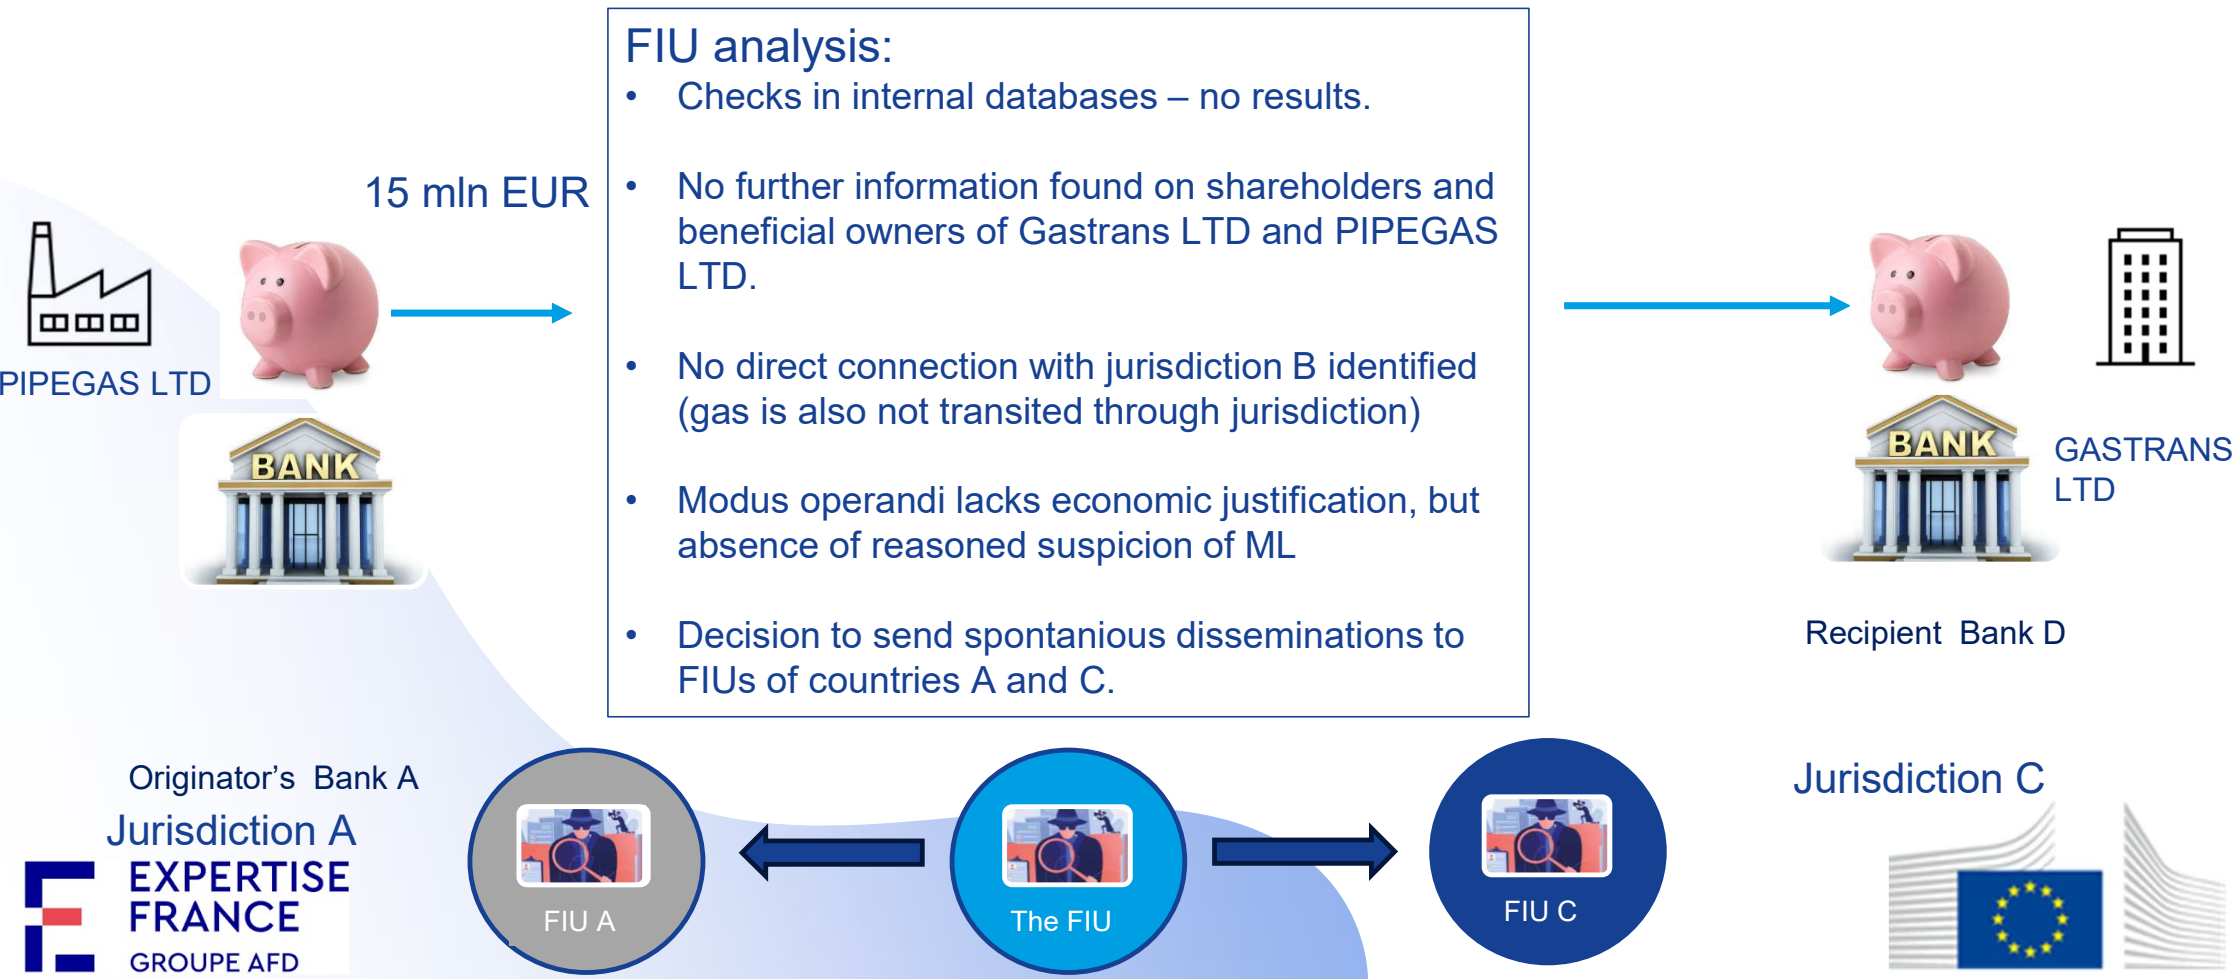 FIU analysis:
• Checks in internal databases – no results.
• No further information found on shareholders and
beneficial owners of Gastrans LTD and PIPEGAS
LTD.
• No direct connection with jurisdiction B identified
(gas is also not transited through jurisdiction)
• Modus operandi lacks economic justification, but
absence of reasoned suspicion of ML
• Decision to send spontanious disseminations to
FIUs of countries A and C.
15 mln EUR
PIPEGAS LTD
BANK
Originator's Bank A
Jurisdiction A
BANK
GASTRANS
LTD
Recipient Bank D
Jurisdiction C
FIU A
The FIU
FIU C
EXPERTISE
FRANCE
GROUPE AFD